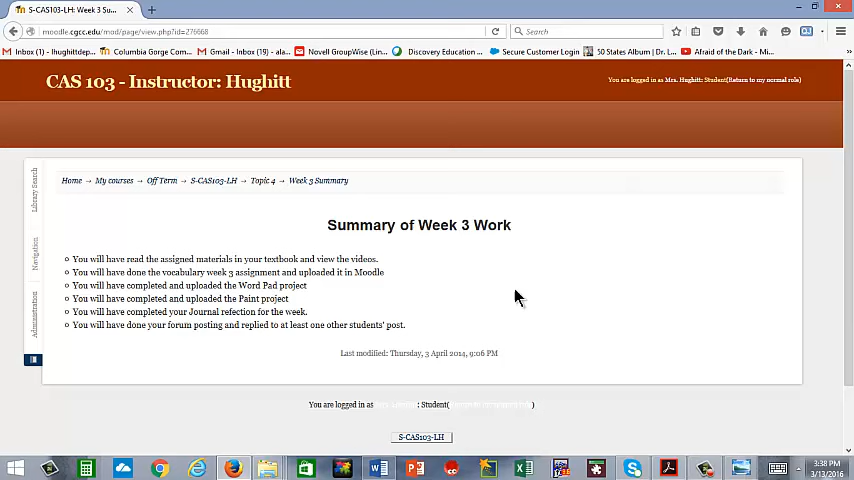 S-CAS103-LH: Week 3 Su...
moodle.cgcc.edu/mod/page/view.php?id=276668
Search
Inbox (1) - lhughittdep...
Columbia Gorge Com...
Gmail - Inbox (19) - ala...
Novell GroupWise (Lin...
Discovery Education ...
Secure Customer Login
50 States Album | Dr. L...
Afraid of the Dark - Mi...
CAS 103 - Instructor: Hughitt
You are logged in as Mrs. Hughitt: Student(Return to my normal role)
Library Search
Navigation
Administration
Home → My courses → Off Term → S-CAS103-LH → Topic 4 → Week 3 Summary
Summary of Week 3 Work
You will have read the assigned materials in your textbook and view the videos.
You will have done the vocabulary week 3 assignment and uploaded it in Moodle
You will have completed and uploaded the Word Pad project
You will have completed and uploaded the Paint project
You will have completed your Journal refection for the week.
You will have done your forum posting and replied to at least one other students' post.
Last modified: Thursday, 3 April 2014, 9:06 PM
You are logged in as : Student( )
S-CAS103-LH
3:38 PM
3/13/2016